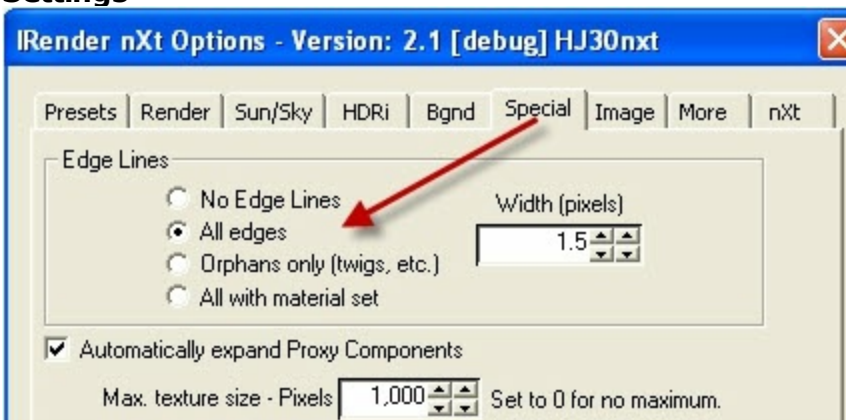 Settings
IRender nXt Options - Version: 2.1 [debug] HJ30nxt
Presets Render Sun/Sky HDRi Bgnd Special Image More nXt
Edge Lines
No Edge Lines
Width (pixels)
All edges
1.5
Orphans only (twigs, etc.)
All with material set
Automatically expand Proxy Components
Max. texture size - Pixels 1,000 Set to 0 for no maximum.